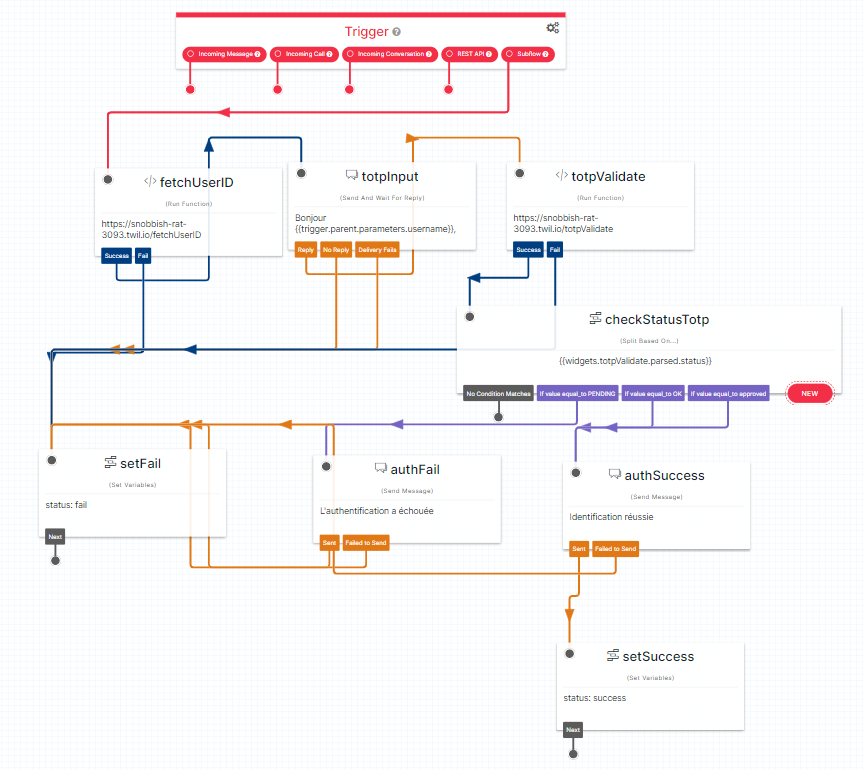 Trigger
Incoming Message
Incoming Call
Incoming Conversation
REST API
Subflow
fetchUserID
(Run Function)
https://snobbish-rat-
3093.twil.io/fetchUserID
Success
Fail
totpInput
(Send And Wait For Reply)
Bonjour
{{trigger.parent.parameters.username}},
Reply
No Reply
Delivery Fails
totpValidate
(Run Function)
https://snobbish-rat-
3093.twil.io/totpValidate
Success
Fail
checkStatusTotp
(Split Based On...)
{{widgets.totpValidate.parsed.status}}
No Condition Matches
If value equal_to PENDING
If value equal_to OK
If value equal_to approved
NEW
setFail
(Set Variables)
status: fail
Next
authFail
(Send Message)
L'authentification a échouée
Sent
Failed to Send
authSuccess
(Send Message)
Identification réussie
Sent
Failed to Send
setSuccess
(Set Variables)
status: success
Next